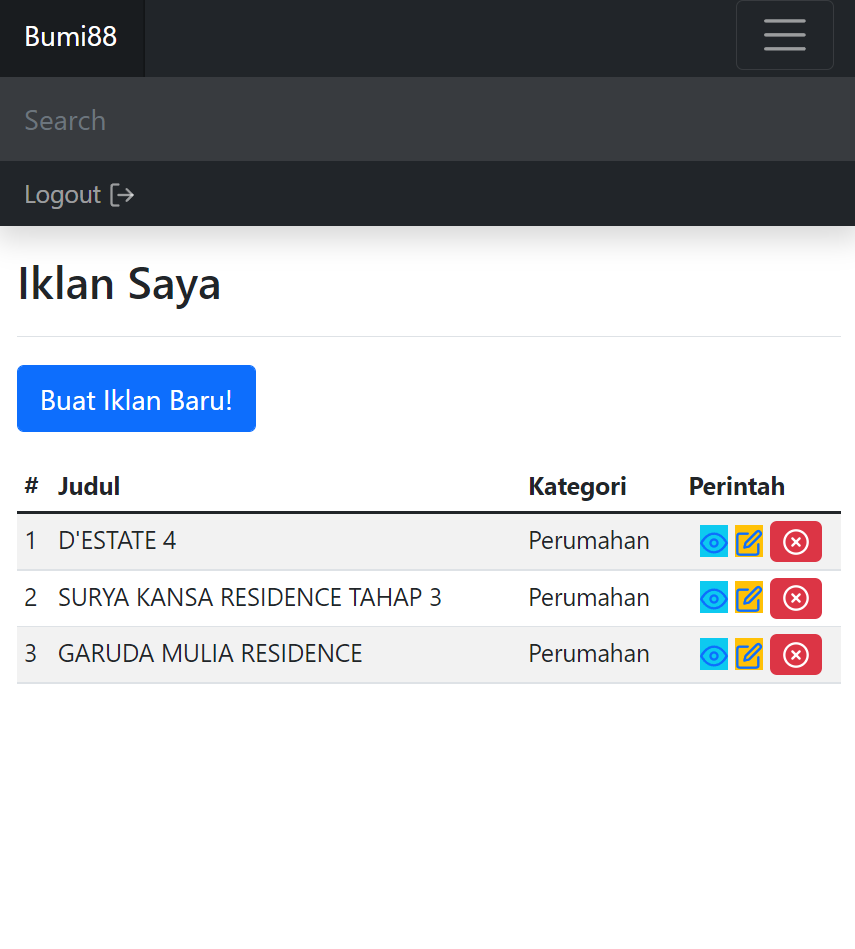 Bumi88
Search
Logout
Iklan Saya
Buat Iklan Baru!
# Judul Kategori Perintah
1 D'ESTATE 4 Perumahan
2 SURYA KANSA RESIDENCE TAHAP 3 Perumahan
3 GARUDA MULIA RESIDENCE Perumahan